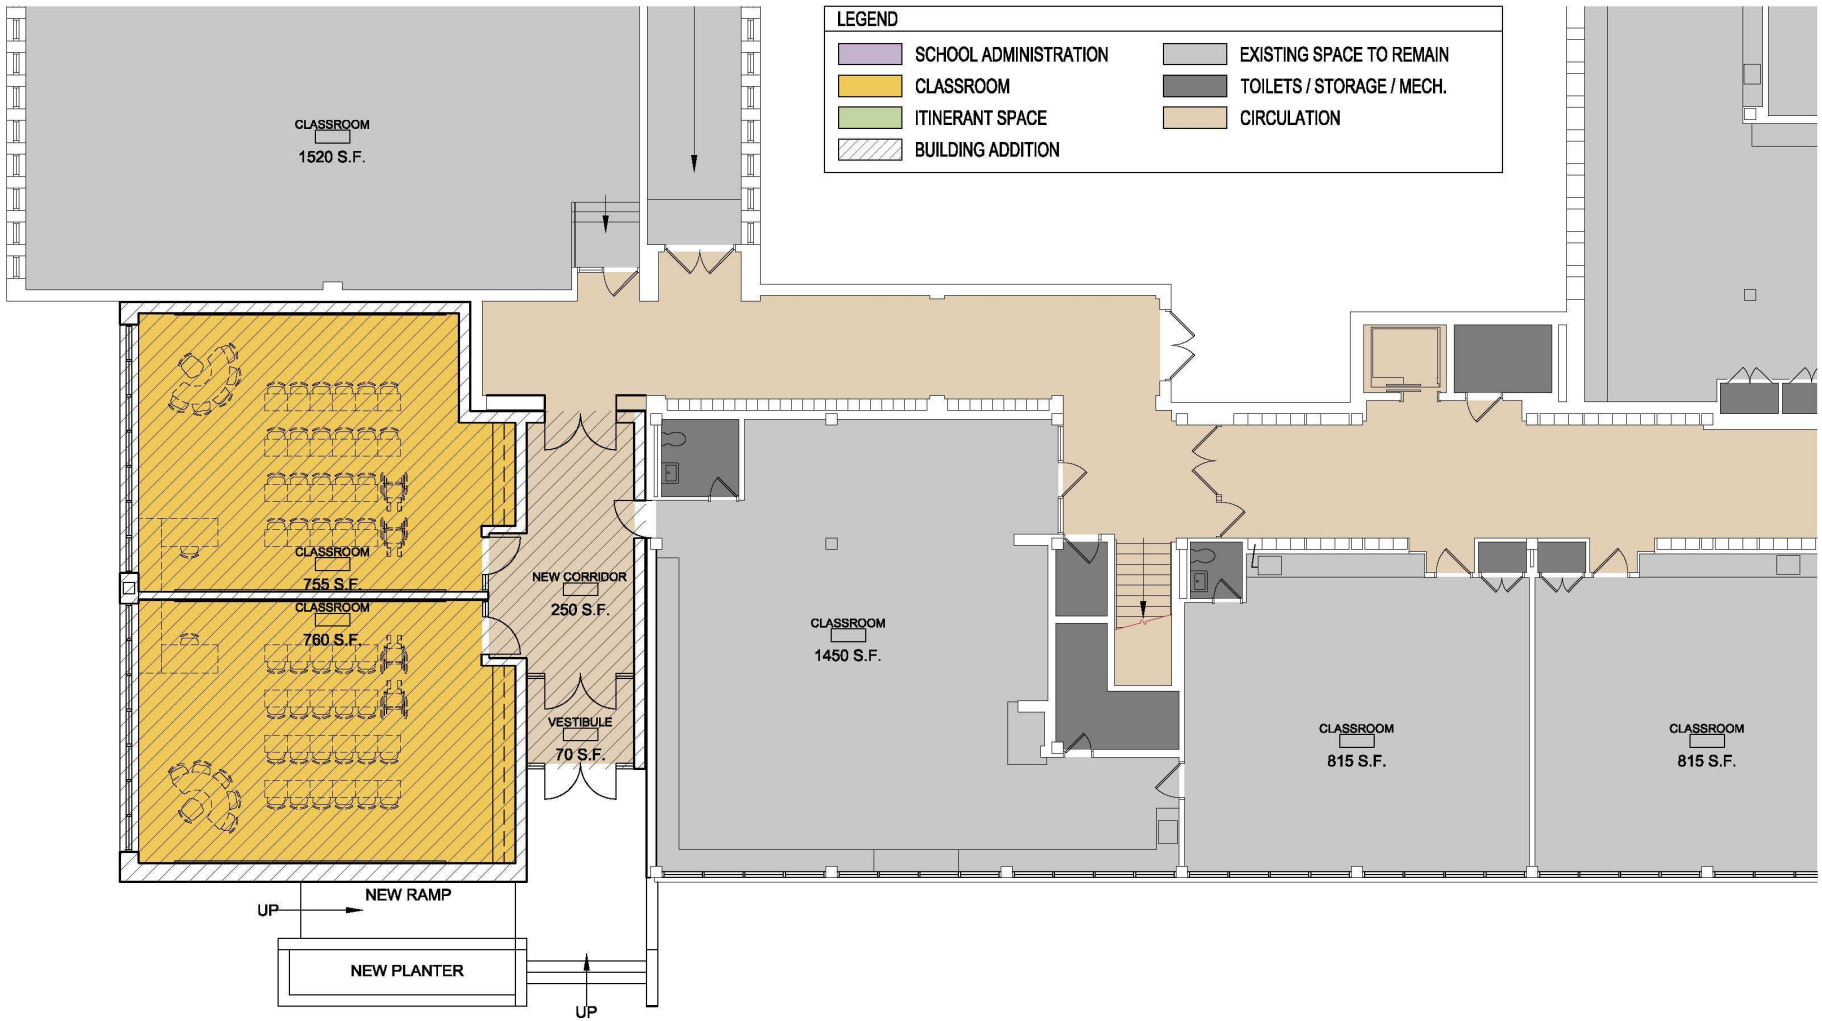 LEGEND
SCHOOL ADMINISTRATION
CLASSROOM
ITINERANT SPACE
BUILDING ADDITION
EXISTING SPACE TO REMAIN
TOILETS / STORAGE / MECH.
CIRCULATION
CLASSROOM
1520 S.F.
CLASSROOM
755 S.F.
CLASSROOM
760 S.F.
NEW CORRIDOR
250 S.F.
VESTIBULE
70 S.F.
CLASSROOM
1450 S.F.
CLASSROOM
815 S.F.
CLASSROOM
815 S.F.
NEW RAMP
UP
NEW PLANTER
UP